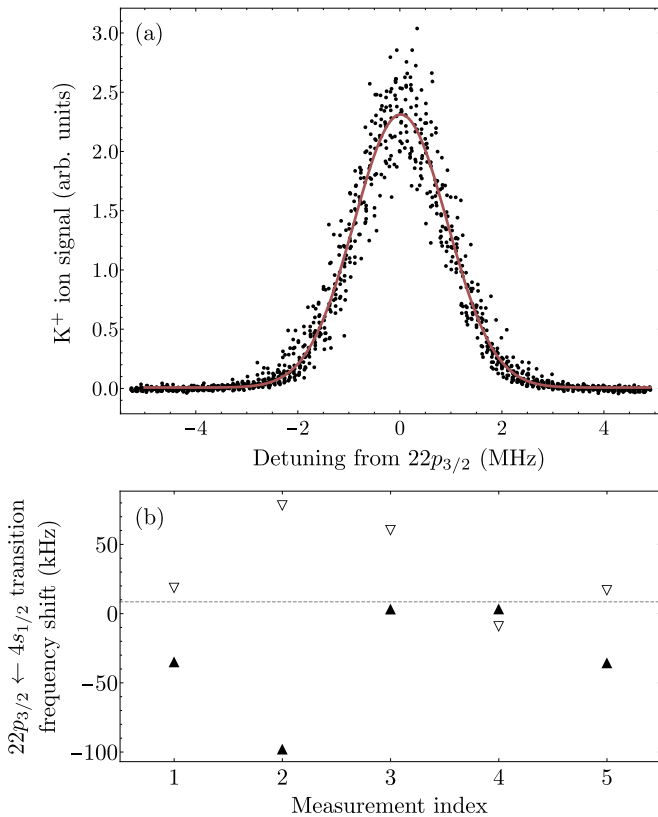 (a)
3.0
2.5
2.0
1.5
1.0
0.5
0.0
K⁺ ion signal (arb. units)
−4 −2 0 2 4
Detuning from 22p₃/₂ (MHz)
(b)
50
0
−50
−100
22p₃/₂ ← 4s₁/₂ transition
frequency shift (kHz)
1 2 3 4 5
Measurement index